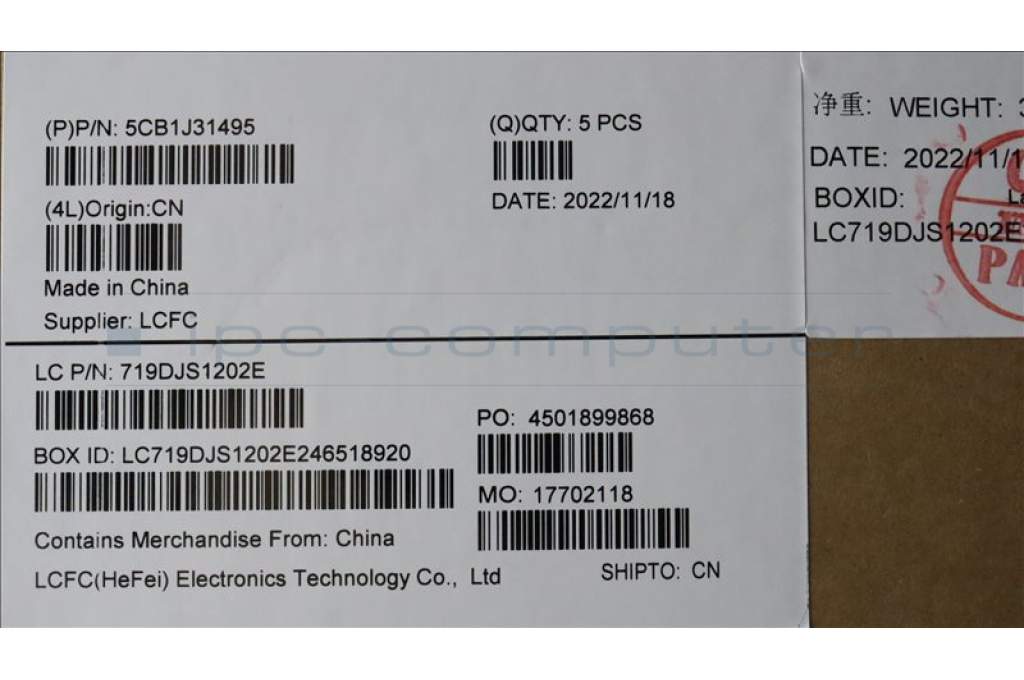 (P)P/N: 5CB1J31495
(Q)QTY: 5 PCS
DATE: 2022/11/18
(4L)Origin:CN
Made in China
Supplier: LCFC
净重: WEIGHT:
DATE: 2022/11/1
BOXID:
LC719DJS1202E
ipc computer
LC P/N: 719DJS1202E
BOX ID: LC719DJS1202E246518920
PO: 4501899868
MO: 17702118
Contains Merchandise From: China
LCFC(HeFei) Electronics Technology Co., Ltd
SHIPTO: CN